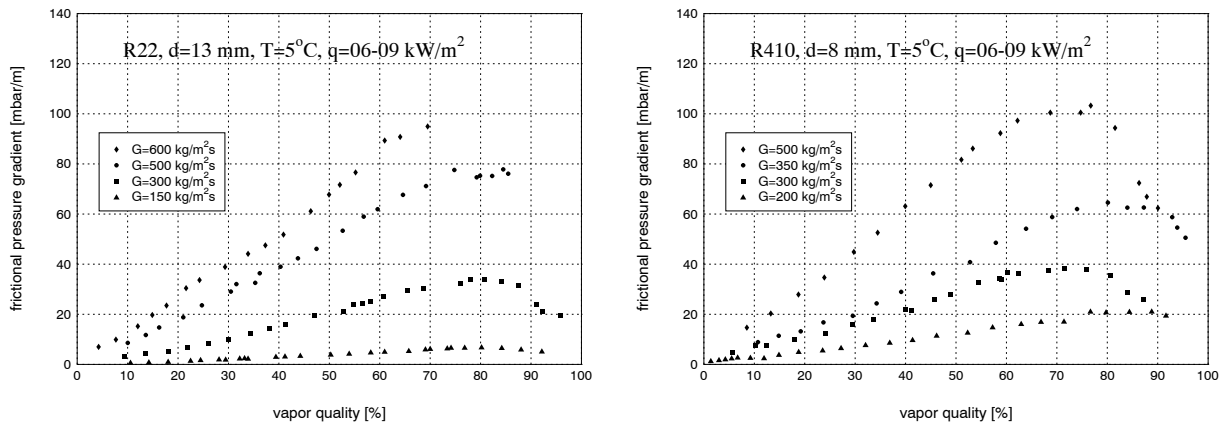 R22, d=13 mm, T=5°C, q=06-09 kW/m²
frictional pressure gradient [mbar/m]
140
120
100
80
60
40
20
0
G=600 kg/m²s
G=500 kg/m²s
G=300 kg/m²s
G=150 kg/m²s
0 10 20 30 40 50 60 70 80 90 100
vapor quality [%]
R410, d=8 mm, T=5°C, q=06-09 kW/m²
frictional pressure gradient [mbar/m]
140
120
100
80
60
40
20
0
G=500 kg/m²s
G=350 kg/m²s
G=300 kg/m²s
G=200 kg/m²s
0 10 20 30 40 50 60 70 80 90 100
vapor quality [%]